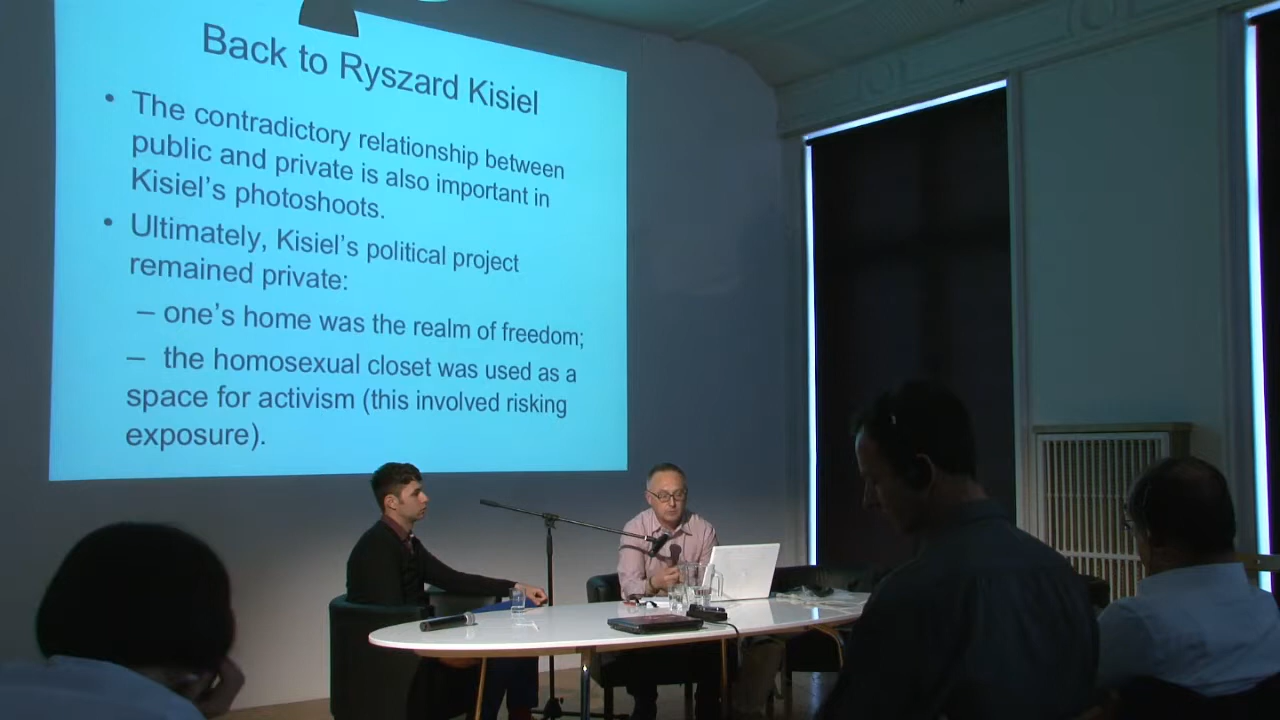 Back to Ryszard Kisiel
• The contradictory relationship between
public and private is also important in
Kisiel's photoshoots.
• Ultimately, Kisiel's political project
remained private:
– one's home was the realm of freedom;
– the homosexual closet was used as a
space for activism (this involved risking
exposure).